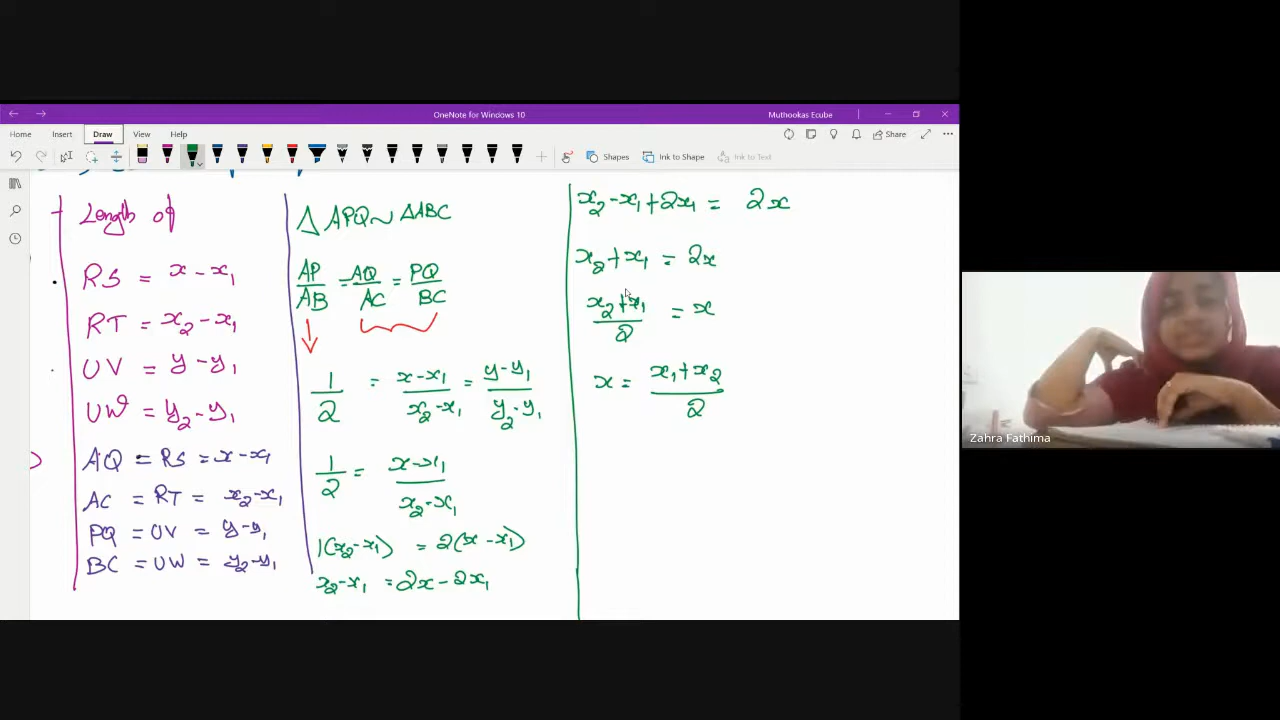 OneNote for Windows 10
Muthookas Ecube
Home Insert Draw View Help
Share
Shapes Ink to Shape Ink to Text
Length of
RS = x - x₁
RT = x₂ - x₁
UV = y - y₁
UW = y₂ - y₁
AQ = RS = x - x₁
AC = RT = x₂ - x₁
PQ = UV = y - y₁
BC = UW = y₂ - y₁
Δ APQ ~ ΔABC
AP/AB = AQ/AC = PQ/BC
1/2 = x - x₁/x₂ - x₁ = y - y₁/y₂ - y₁
1/2 = x - x₁/x₂ - x₁
1(x₂ - x₁) = 2(x - x₁)
x₂ - x₁ = 2x - 2x₁
x₂ - x₁ + 2x₁ = 2x
x₂ + x₁ = 2x
x₂ + x₁/2 = x
x = x₁ + x₂/2
Zahra Fathima